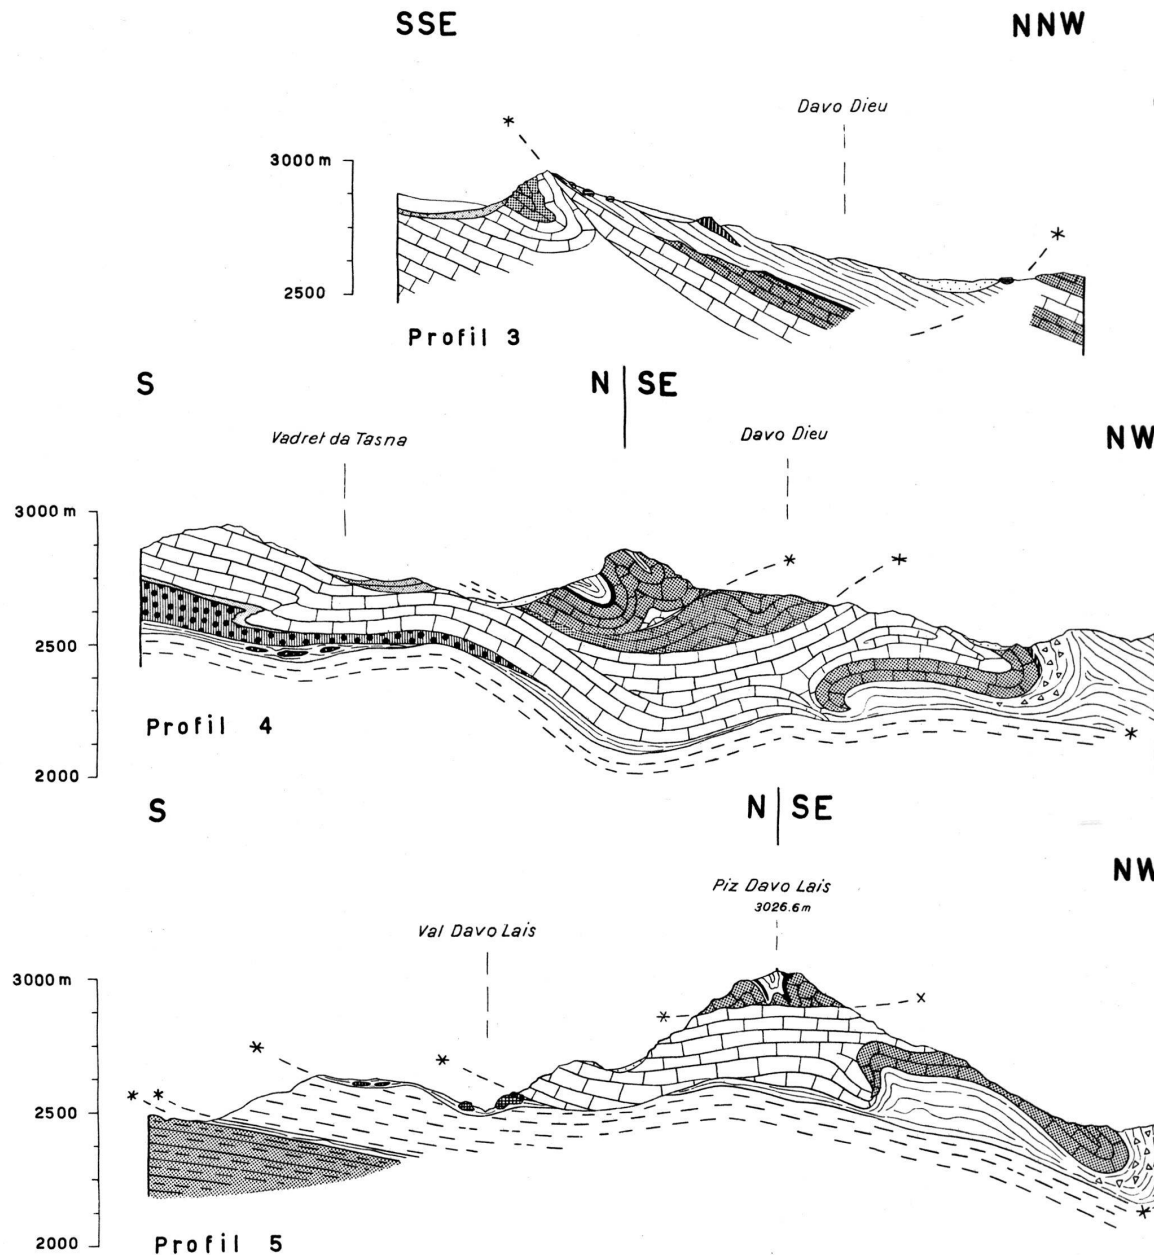 SSE NNW
Davo Dieu
3000 m
2500
Profil 3
S N SE NW
Vadret da Tasna Davo Dieu
3000 m
2500
2000
Profil 4
S N SE NW
Piz Davo Lais
3026.6 m
Val Davo Lais
3000 m
2500
2000
Profil 5